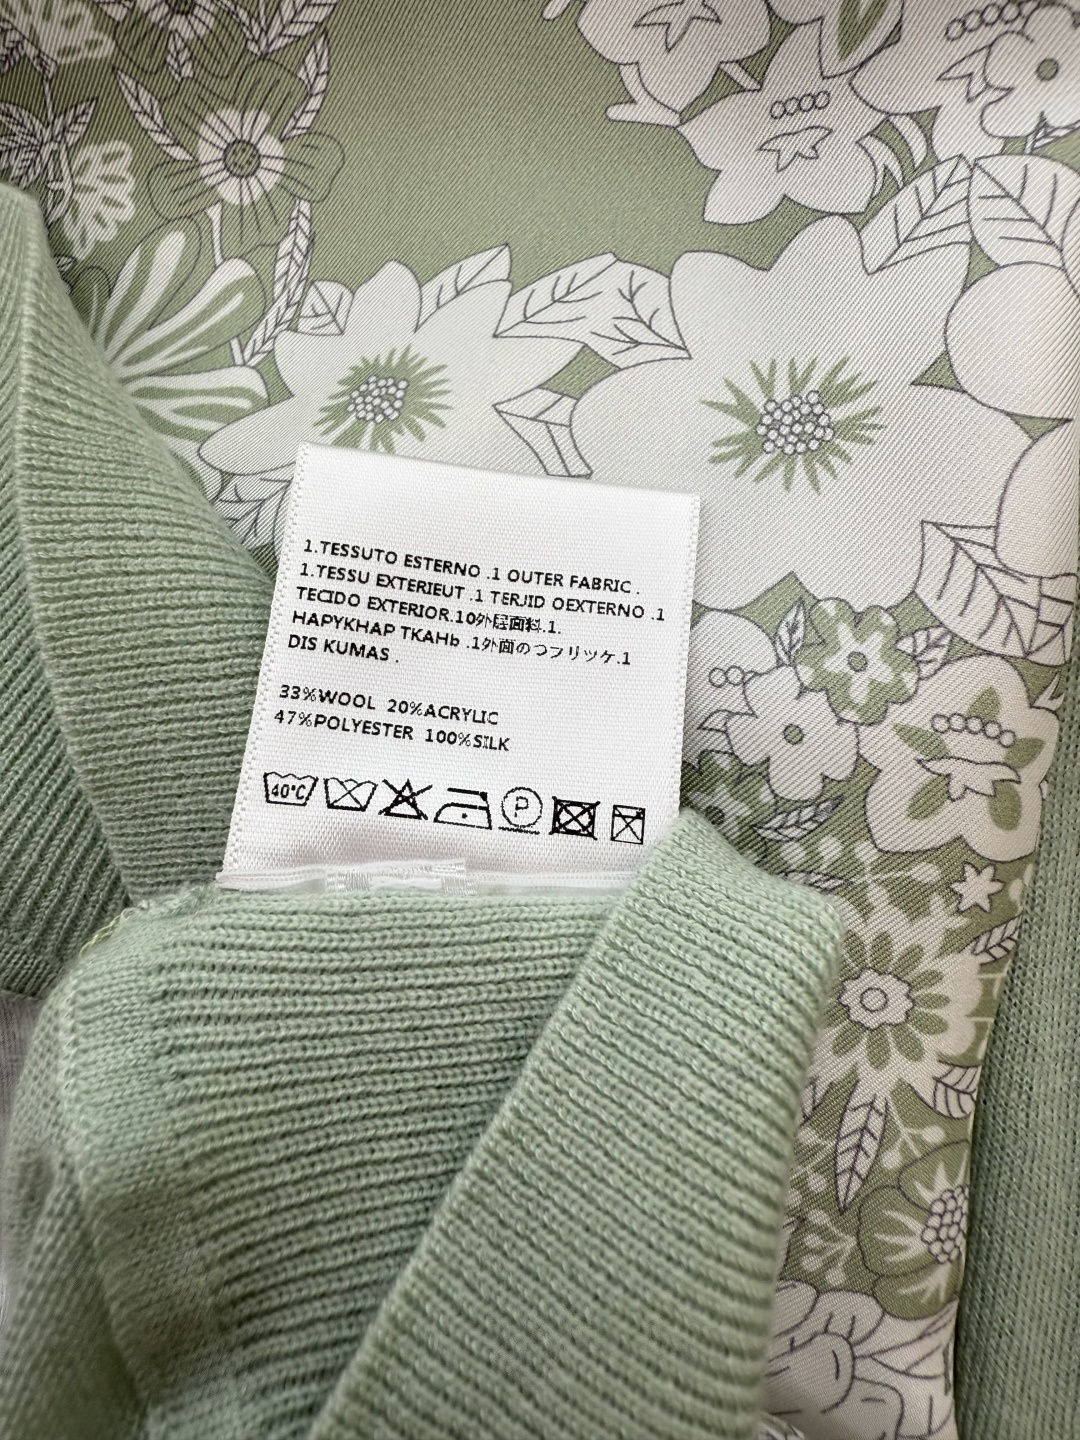 1.TESSUTO ESTERNO .1 OUTER FABRIC .
1.TESSU EXTERIEUT .1 TERJID OEXTERNO .1
TECIDO EXTERIOR.10外层面料.1.
HAPYKHAP TKAHb .1外面のつフリッケ.1
DIS KUMAS .
33%WOOL 20%ACRYLIC
47%POLYESTER 100%SILK
40°C
P